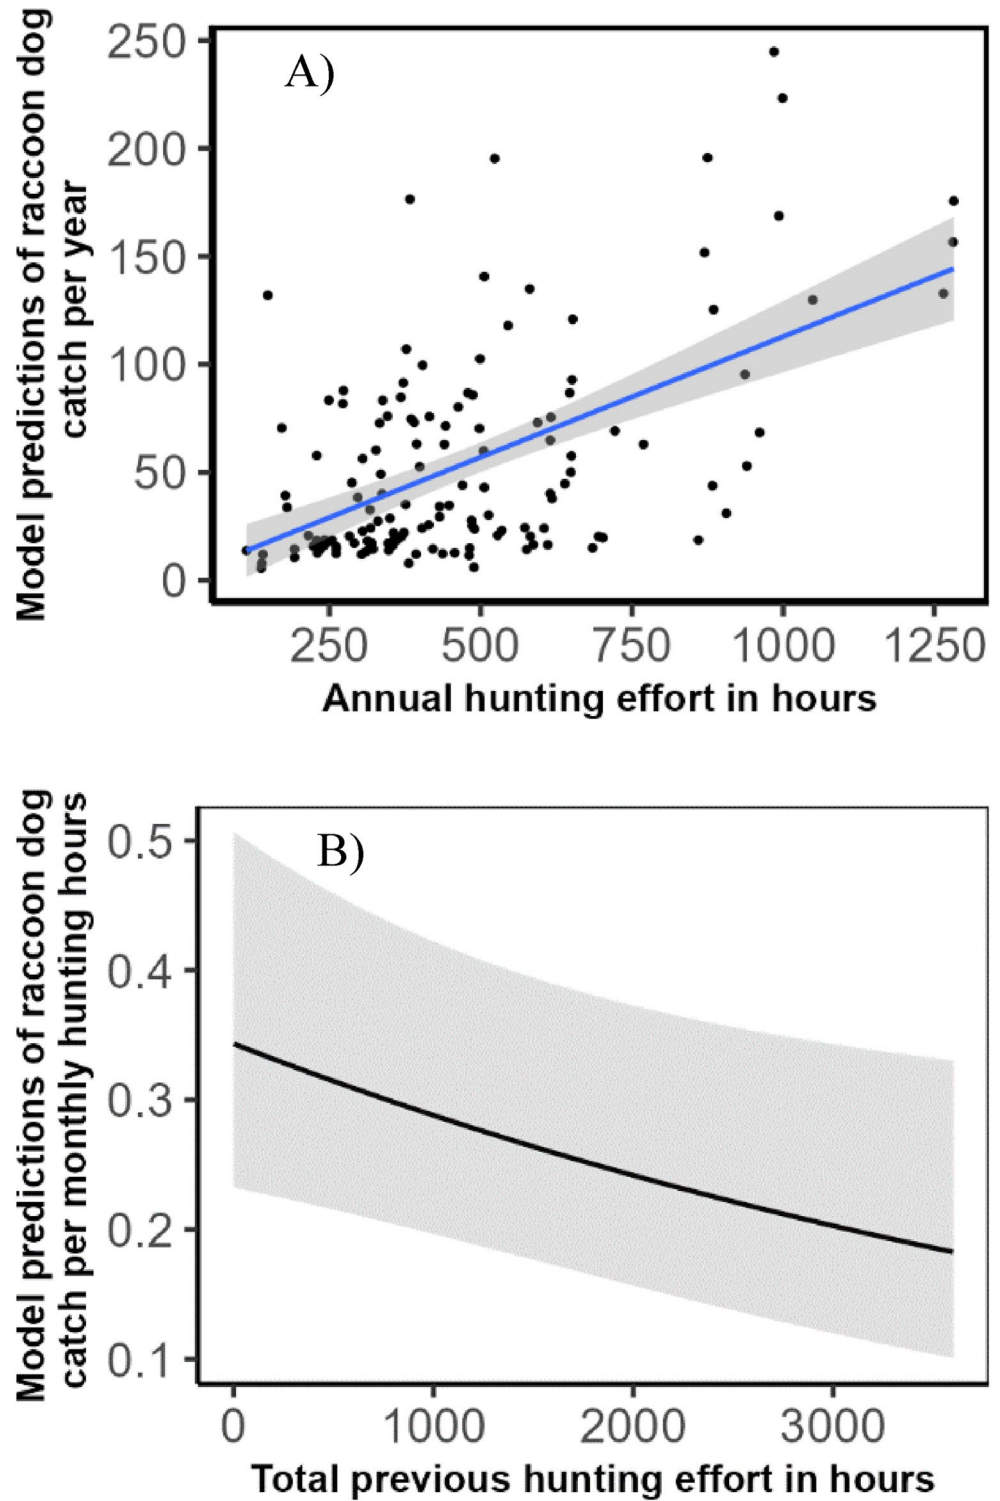 Model predictions of raccoon dog
catch per year
A)
250
200
150
100
50
0
250 500 750 1000 1250
Annual hunting effort in hours
Model predictions of raccoon dog
catch per monthly hunting hours
B)
0.5
0.4
0.3
0.2
0.1
0 1000 2000 3000
Total previous hunting effort in hours